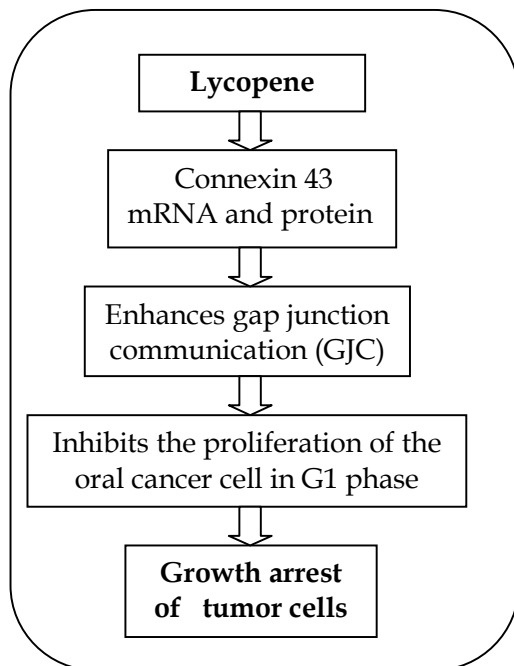 Lycopene
Connexin 43
mRNA and protein
Enhances gap junction
communication (GJC)
Inhibits the proliferation of the
oral cancer cell in G1 phase
Growth arrest
of tumor cells